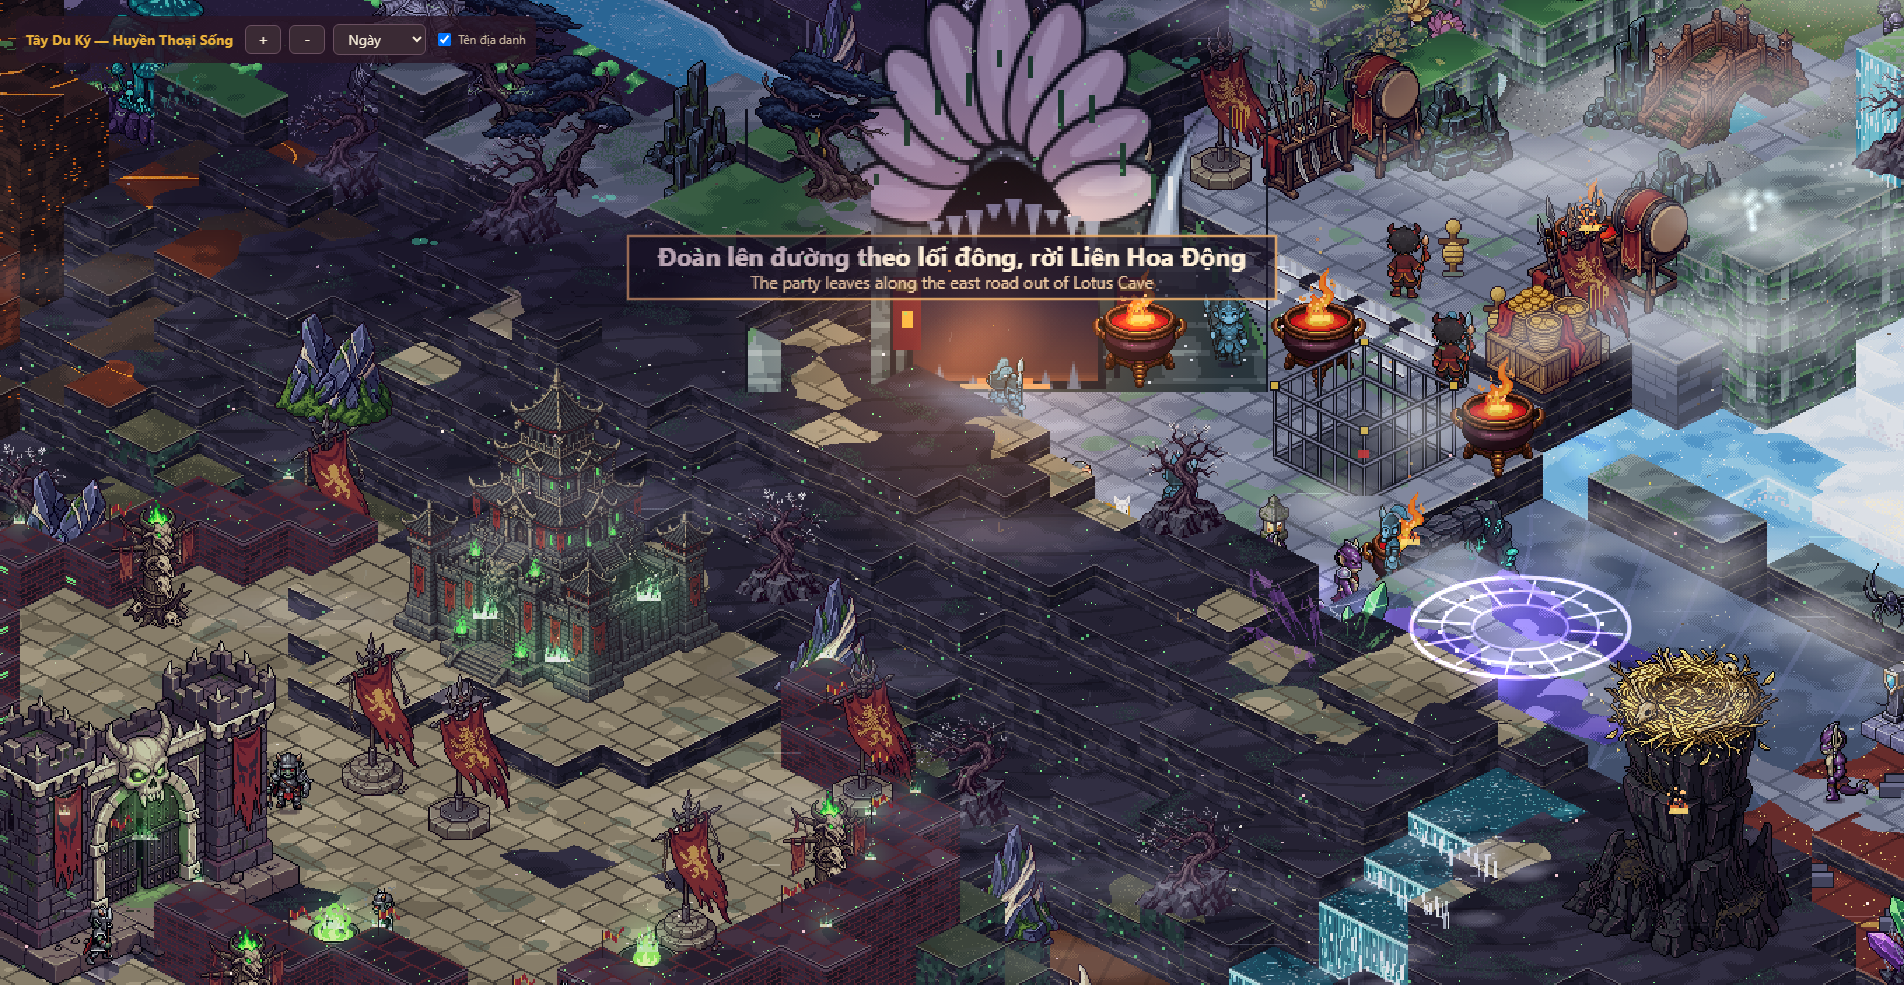 Tây Du Ký — Huyền Thoại Sống + - Ngày Tên địa danh
Đoàn lên đường theo lối đông, rời Liên Hoa Động
The party leaves along the east road out of Lotus Cave